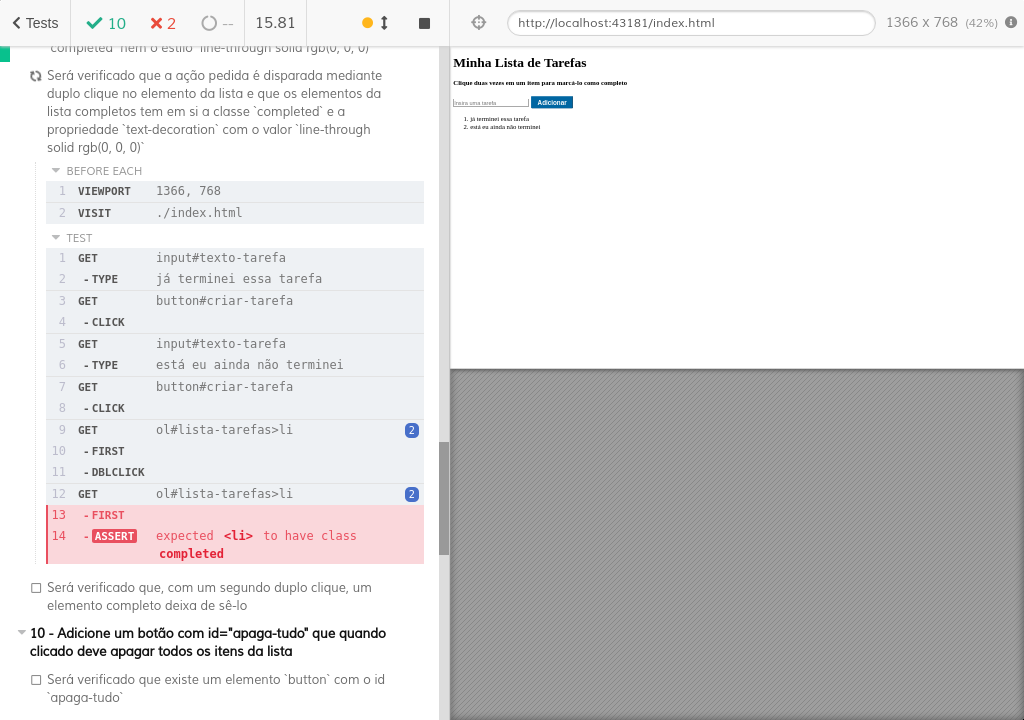 Tests
10
2
--
15.81
http://localhost:43181/index.html
1366 x 768 (42%)
`completed` nem o estilo `line-through solid rgb(0, 0, 0)`
Será verificado que a ação pedida é disparada mediante
duplo clique no elemento da lista e que os elementos da
lista completos tem em si a classe `completed` e a
propriedade `text-decoration` com o valor `line-through
solid rgb(0, 0, 0)`
BEFORE EACH
1 VIEWPORT 1366, 768
2 VISIT ./index.html
TEST
1 GET input#texto-tarefa
2 -TYPE já terminei essa tarefa
3 GET button#criar-tarefa
4 -CLICK
5 GET input#texto-tarefa
6 -TYPE está eu ainda não terminei
7 GET button#criar-tarefa
8 -CLICK
9 GET ol#lista-tarefas>li 2
10 -FIRST
11 -DBLCLICK
12 GET ol#lista-tarefas>li 2
13 -FIRST
14 -ASSERT expected <li> to have class
completed
Será verificado que, com um segundo duplo clique, um
elemento completo deixa de sê-lo
10 - Adicione um botão com id="apaga-tudo" que quando
clicado deve apagar todos os itens da lista
Será verificado que existe um elemento `button` com o id
`apaga-tudo`
Minha Lista de Tarefas
Clique duas vezes em um item para marcá-lo como completo
Insira uma tarefa
Adicionar
1. já terminei essa tarefa
2. está eu ainda não terminei